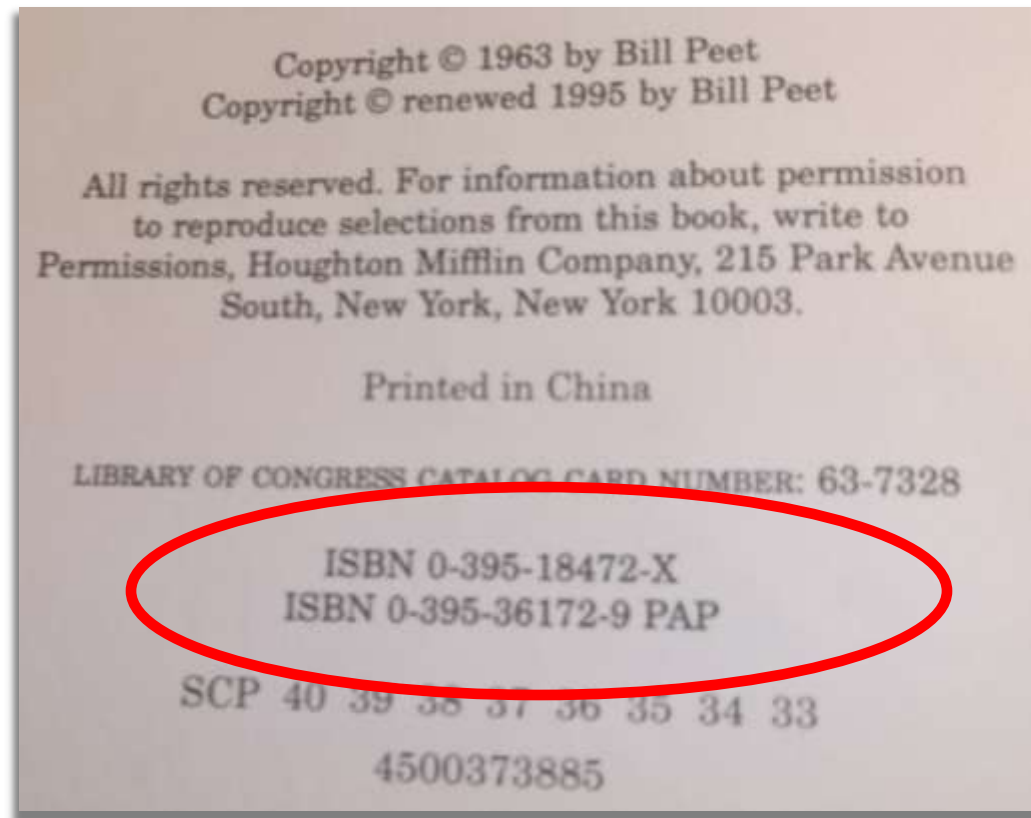 Copyright © 1963 by Bill Peet
Copyright © renewed 1995 by Bill Peet
All rights reserved. For information about permission
to reproduce selections from this book, write to
Permissions, Houghton Mifflin Company, 215 Park Avenue
South, New York, New York 10003.
Printed in China
LIBRARY OF CONGRESS CATALOG CARD NUMBER: 63-7328
ISBN 0-395-18472-X
ISBN 0-395-36172-9 PAP
SCP 40 39 38 37 36 35 34 33
4500373885